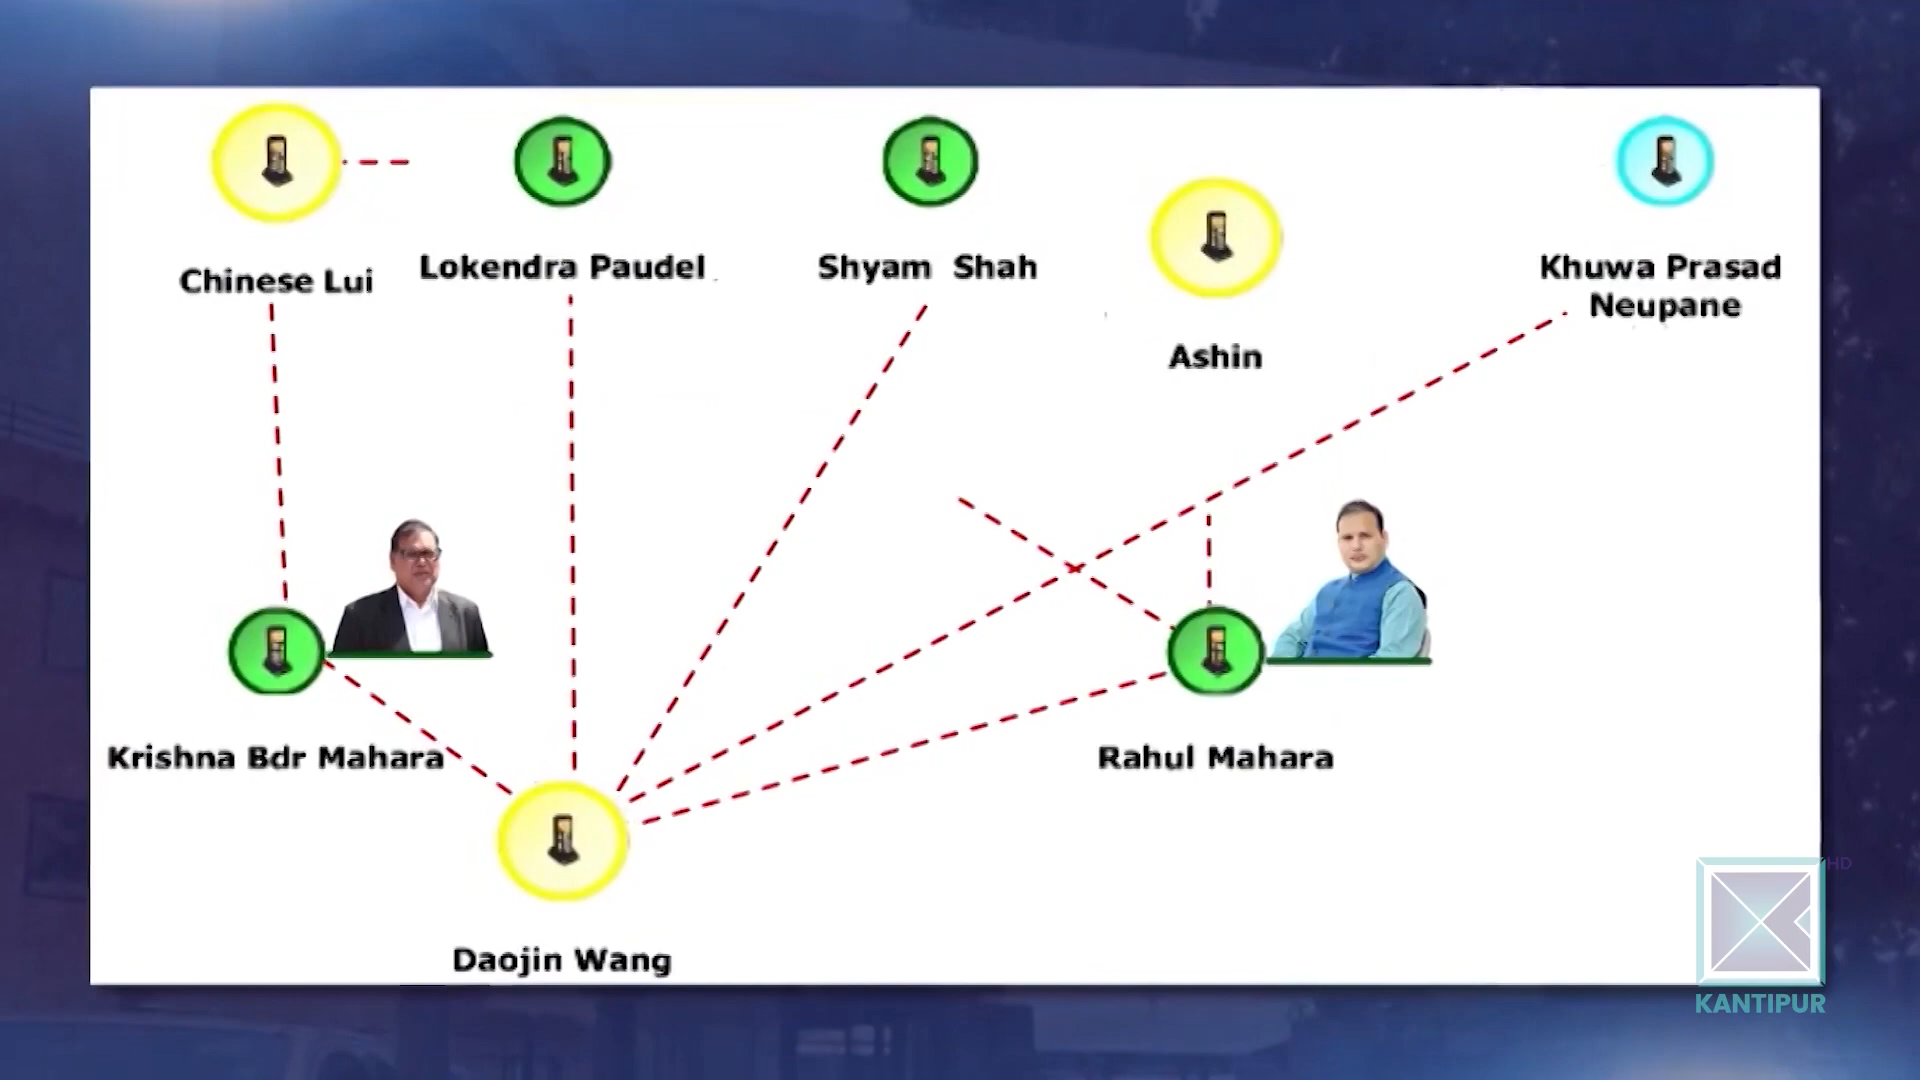 Chinese Lui
Lokendra Paudel
Shyam Shah
Ashin
Khuwa Prasad
Neupane
Krishna Bdr Mahara
Rahul Mahara
Daojin Wang
HD
KANTIPUR